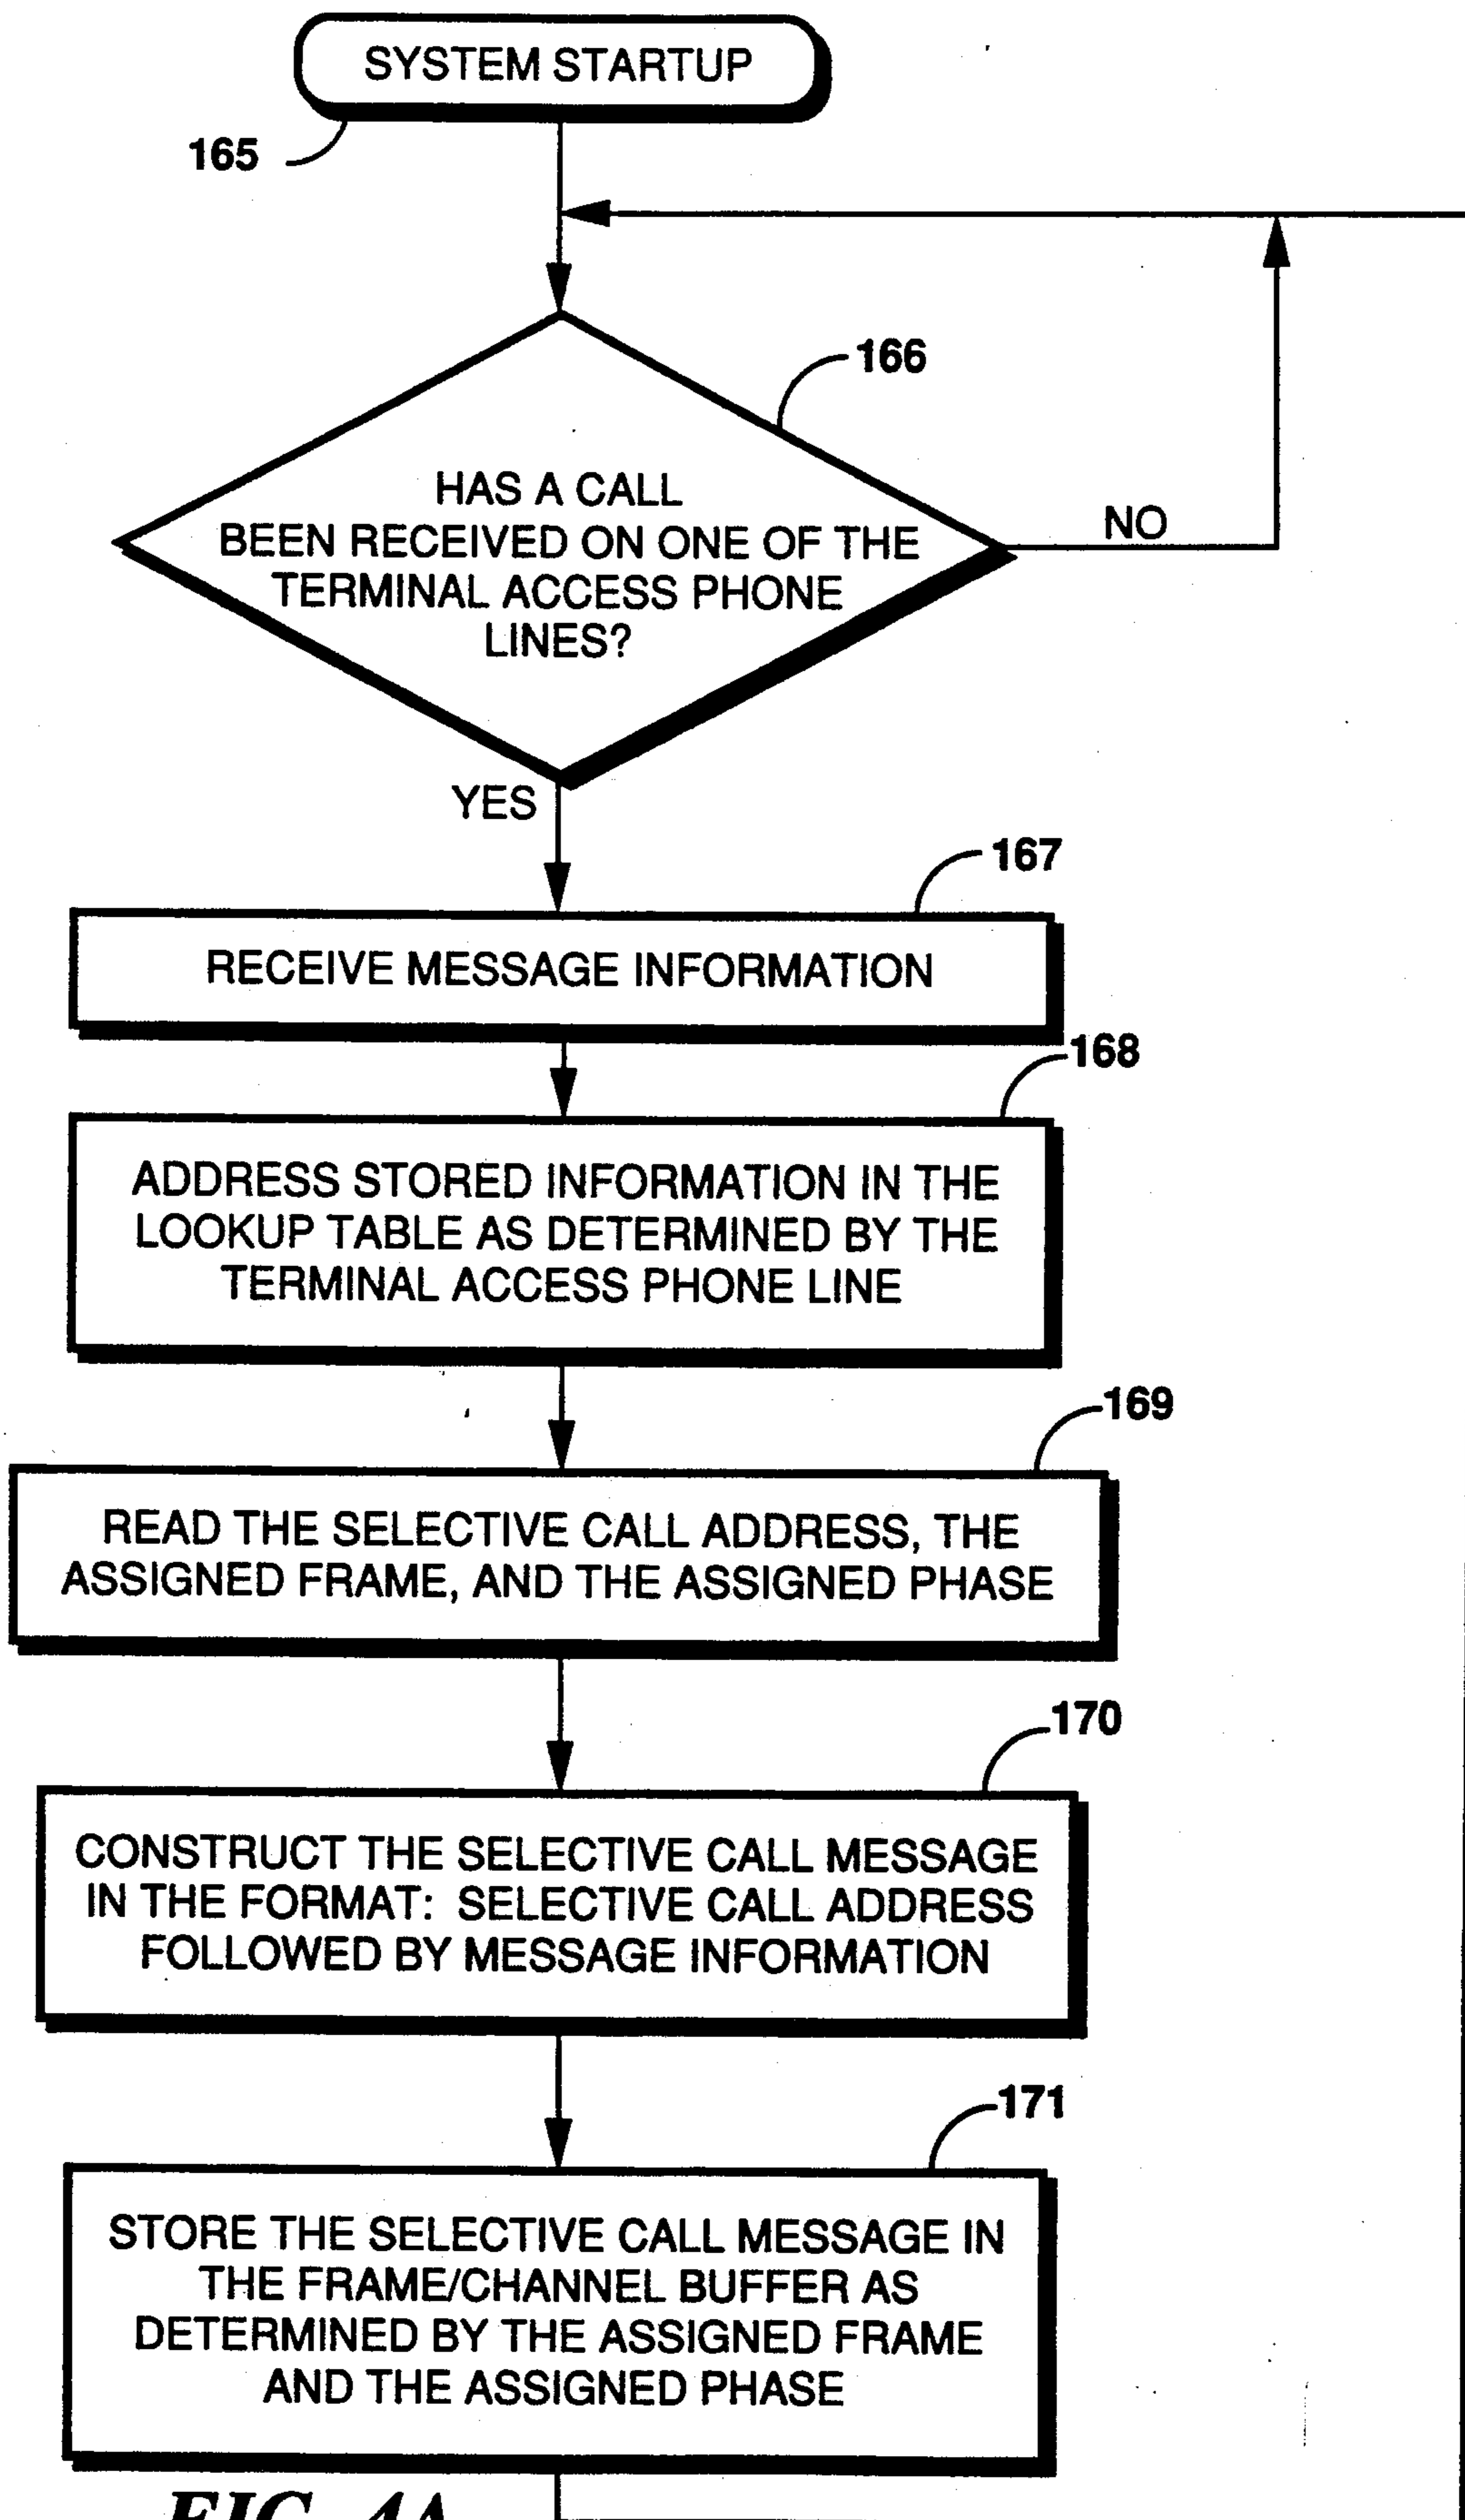 SYSTEM STARTUP
165
166
HAS A CALL
BEEN RECEIVED ON ONE OF THE
TERMINAL ACCESS PHONE
LINES?
NO
YES
167
RECEIVE MESSAGE INFORMATION
168
ADDRESS STORED INFORMATION IN THE
LOOKUP TABLE AS DETERMINED BY THE
TERMINAL ACCESS PHONE LINE
169
READ THE SELECTIVE CALL ADDRESS, THE
ASSIGNED FRAME, AND THE ASSIGNED PHASE
170
CONSTRUCT THE SELECTIVE CALL MESSAGE
IN THE FORMAT: SELECTIVE CALL ADDRESS
FOLLOWED BY MESSAGE INFORMATION
171
STORE THE SELECTIVE CALL MESSAGE IN
THE FRAME/CHANNEL BUFFER AS
DETERMINED BY THE ASSIGNED FRAME
AND THE ASSIGNED PHASE
FIG. 4A